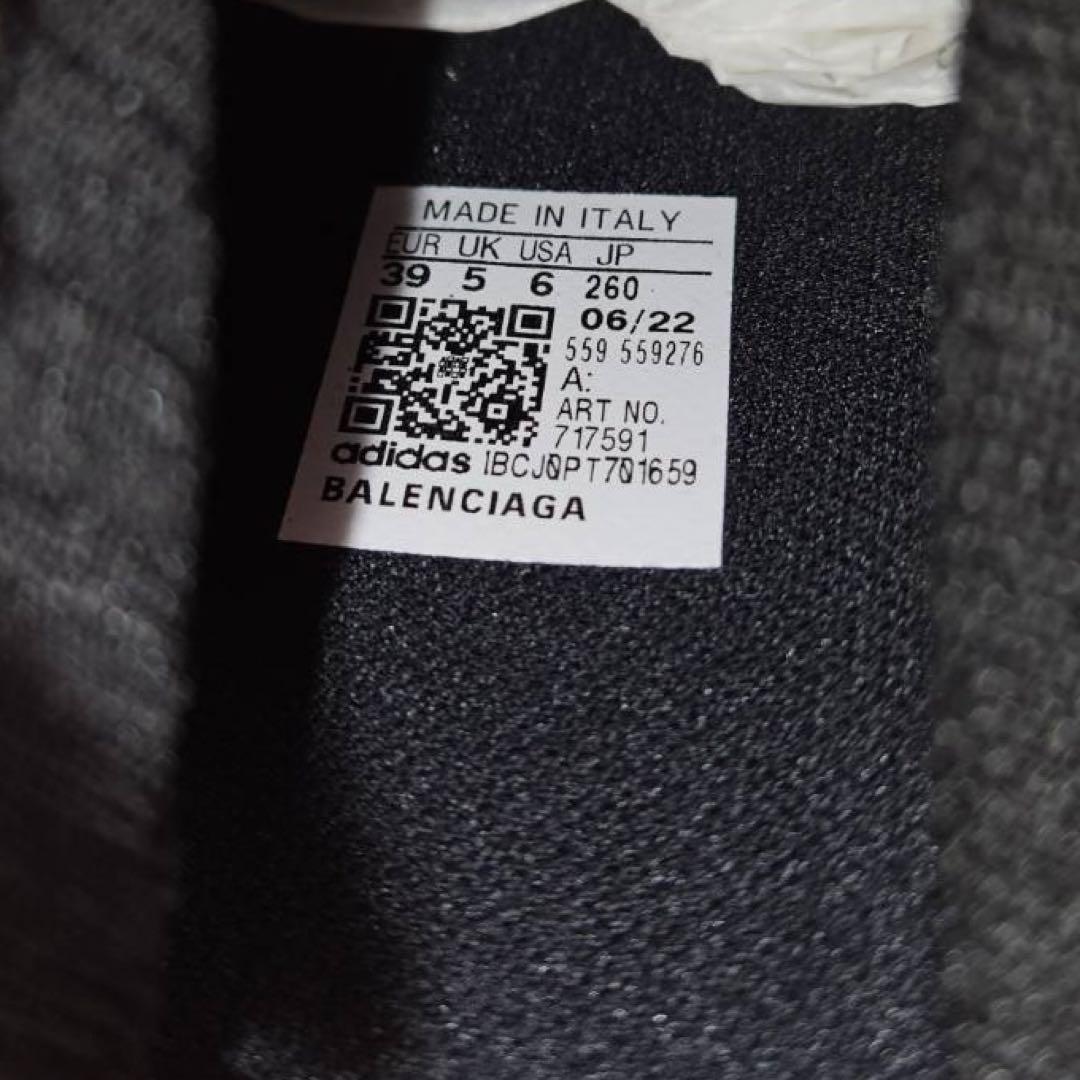 MADE IN ITALY
EUR UK USA JP
39 5 6 260
06/22
559 559276
A:
ART NO.
717591
adidas IBCJ0PT701659
BALENCIAGA